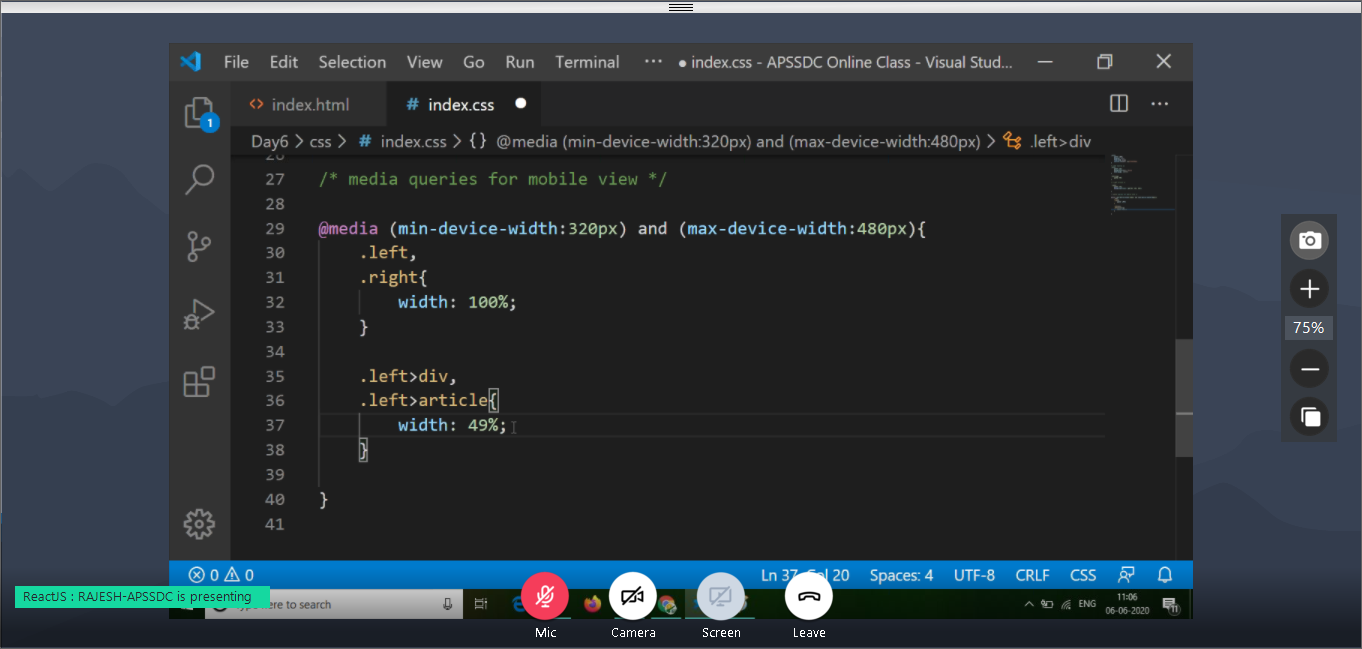 File Edit Selection View Go Run Terminal ··· ● index.css - APSSDC Online Class - Visual Stud...
<> index.html # index.css ●
1
Day6 > css > # index.css > {} @media (min-device-width:320px) and (max-device-width:480px) > .left>div
26
27 /* media queries for mobile view */
28
29 @media (min-device-width:320px) and (max-device-width:480px){
30 .left,
31 .right{
32 width: 100%;
33 }
34
35 .left>div,
36 .left>article{
37 width: 49%;
38 }
39
40 }
41
75%
0 0 Ln 37, Col 20 Spaces: 4 UTF-8 CRLF CSS
ReactJS : RAJESH-APSSDC is presenting
here to search
ENG 11:06
06-06-2020
11
Mic Camera Screen Leave